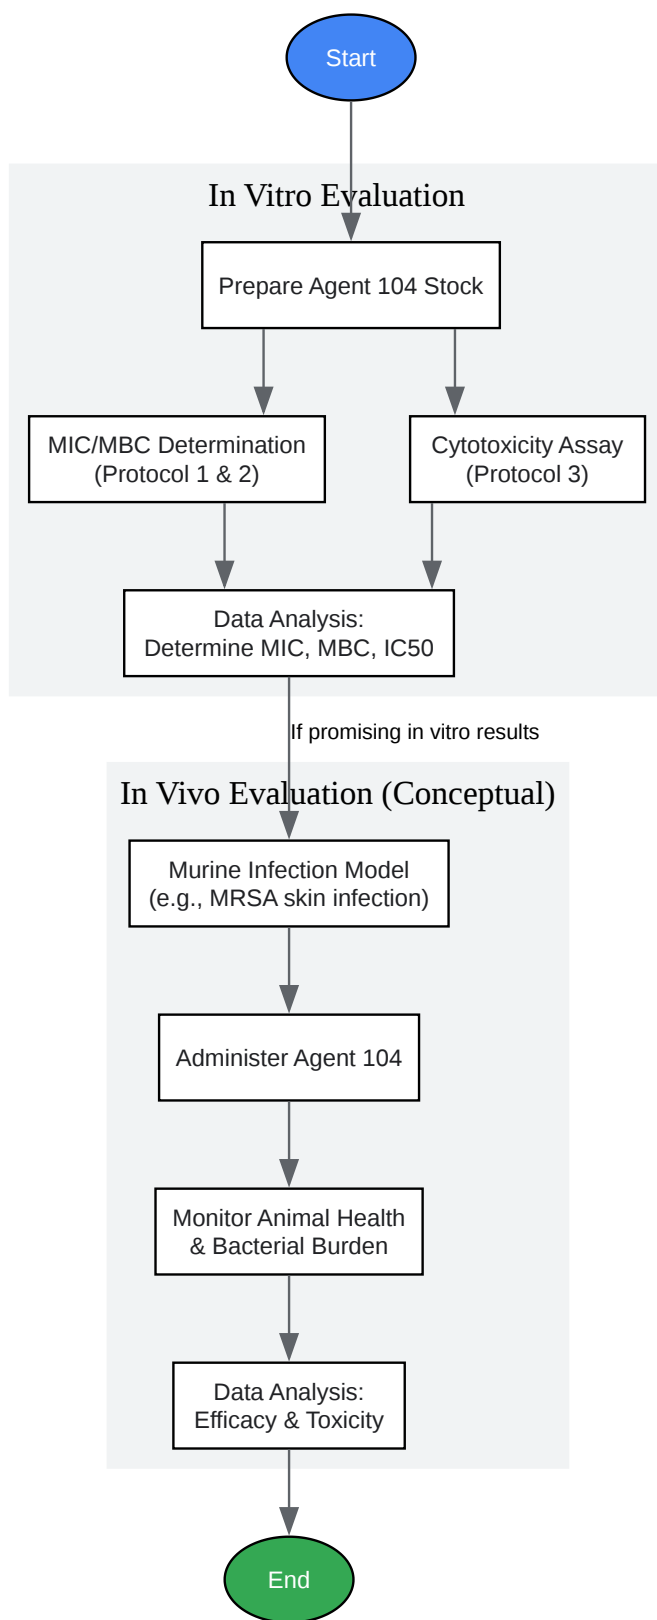 Start
In Vitro Evaluation
Prepare Agent 104 Stock
MIC/MBC Determination
(Protocol 1 & 2)
Cytotoxicity Assay
(Protocol 3)
Data Analysis:
Determine MIC, MBC, IC50
If promising in vitro results
In Vivo Evaluation (Conceptual)
Murine Infection Model
(e.g., MRSA skin infection)
Administer Agent 104
Monitor Animal Health
& Bacterial Burden
Data Analysis:
Efficacy & Toxicity
End